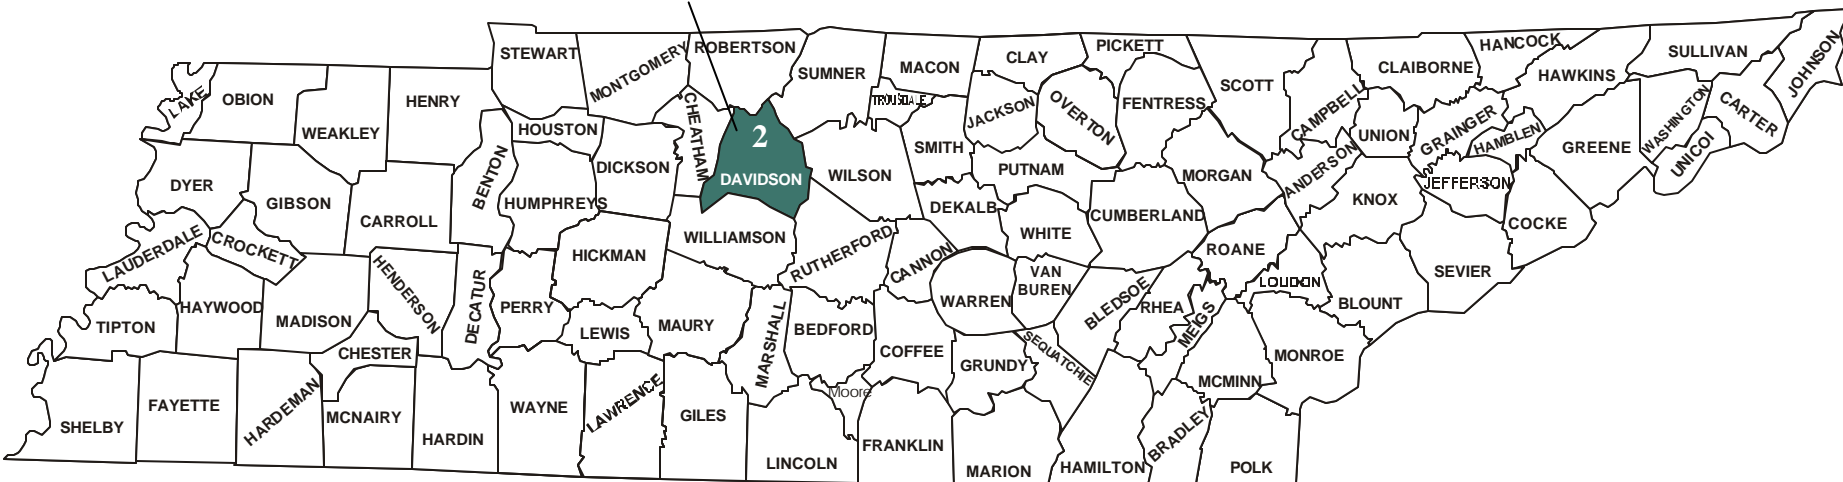 STEWART
MONTGOMERY
ROBERTSON
SUMNER
MACON
TROUSDALE
CLAY
PICKETT
SCOTT
CLAIBORNE
HANCOCK
HAWKINS
SULLIVAN
JOHNSON
LAKE
OBION
WEAKLEY
HENRY
HOUSTON
CHEATHAM
2
DAVIDSON
JACKSON
OVERTON
FENTRESS
CAMPBELL
UNION
GRAINGER
HAMBLEN
WASHINGTON
CARTER
UNICOI
GREENE
DYER
GIBSON
CARROLL
BENTON
HUMPHREYS
DICKSON
WILSON
SMITH
PUTNAM
MORGAN
ANDERSON
KNOX
JEFFERSON
COCKE
LAUDERDALE
CROCKETT
HENDERSON
DECATUR
HICKMAN
WILLIAMSON
RUTHERFORD
CANNON
DEKALB
WHITE
CUMBERLAND
ROANE
LOUDON
SEVIER
BLOUNT
TIPTON
HAYWOOD
MADISON
CHESTER
PERRY
LEWIS
MAURY
MARSHALL
BEDFORD
COFFEE
WARREN
VAN
BUREN
BLEDSOE
RHEA
MEIGS
MONROE
SHELBY
FAYETTE
HARDEMAN
MCNAIRY
HARDIN
WAYNE
LAWRENCE
GILES
LINCOLN
Moore
FRANKLIN
GRUNDY
SEQUATCHIE
MARION
HAMILTON
BRADLEY
MCMINN
POLK